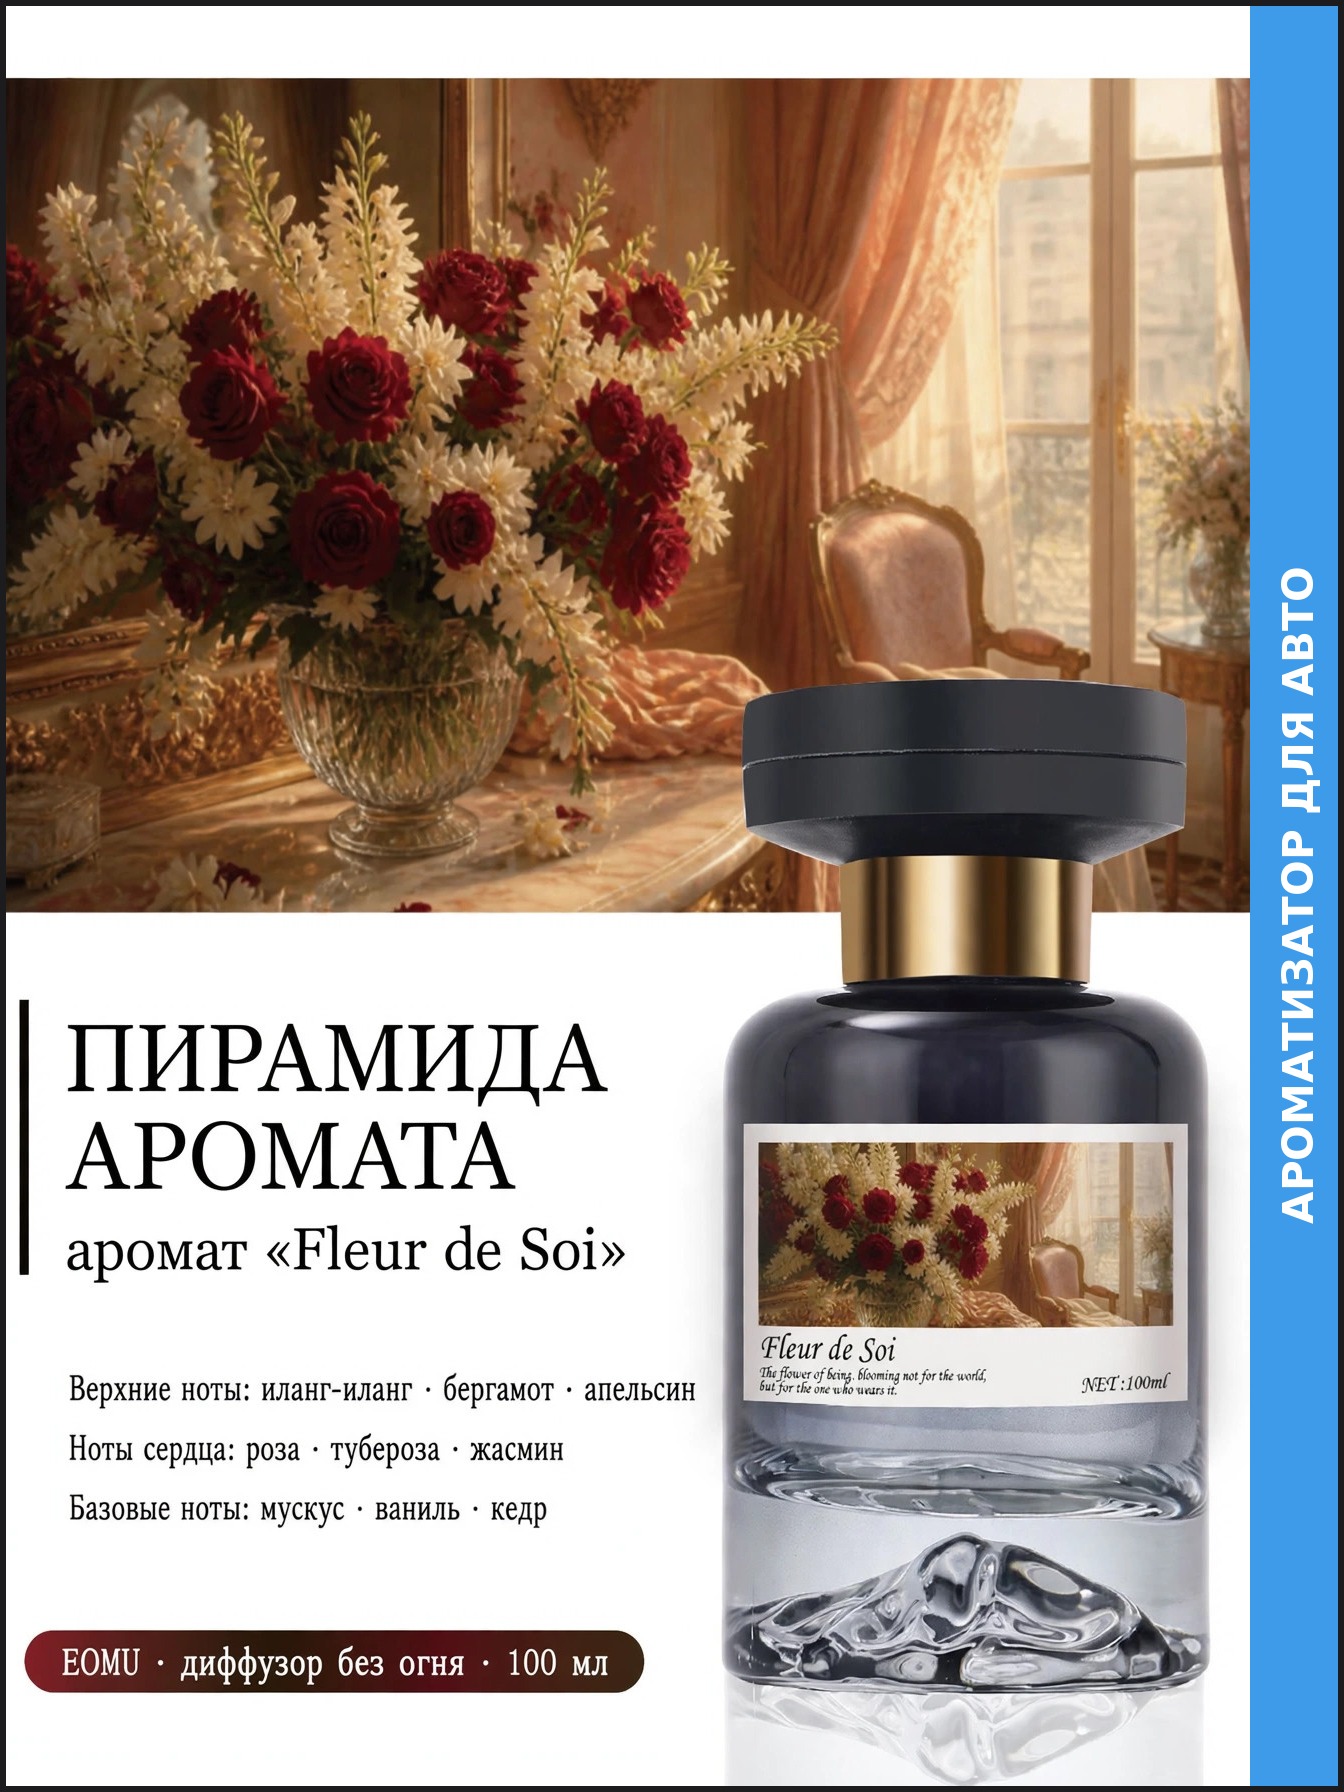 ПИРАМИДА
АРОМАТА
аромат «Fleur de Soi»
Верхние ноты: иланг-иланг · бергамот · апельсин
Ноты сердца: роза · тубероза · жасмин
Базовые ноты: мускус · ваниль · кедр
EOMU · диффузор без огня · 100 мл
Fleur de Soi
The flower of being, blooming not for the world,
but for the one who wears it.
NET:100ml
АРОМАТИЗАТОР ДЛЯ АВТО